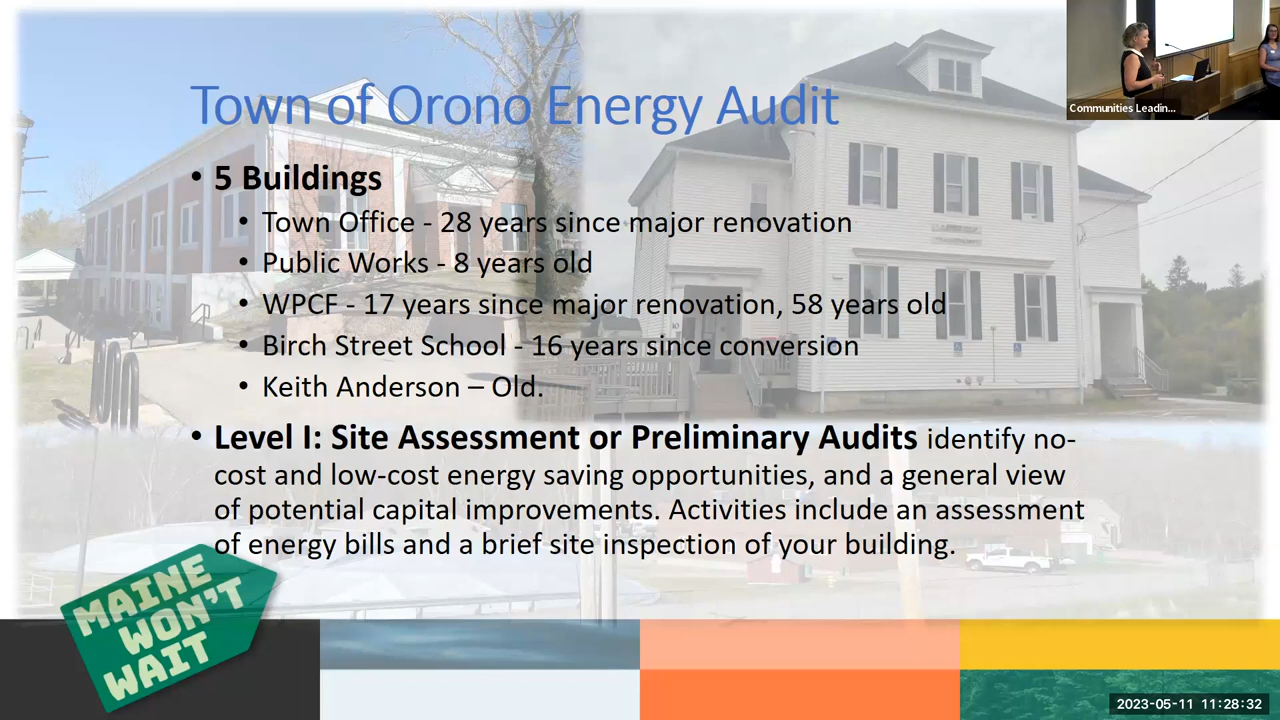 Communities Leadin...
Town of Orono Energy Audit
• 5 Buildings
• Town Office - 28 years since major renovation
• Public Works - 8 years old
• WPCF - 17 years since major renovation, 58 years old
• Birch Street School - 16 years since conversion
• Keith Anderson – Old.
• Level I: Site Assessment or Preliminary Audits identify no-
cost and low-cost energy saving opportunities, and a general view
of potential capital improvements. Activities include an assessment
of energy bills and a brief site inspection of your building.
MAINE
WON'T
WAIT
2023-05-11 11:28:32